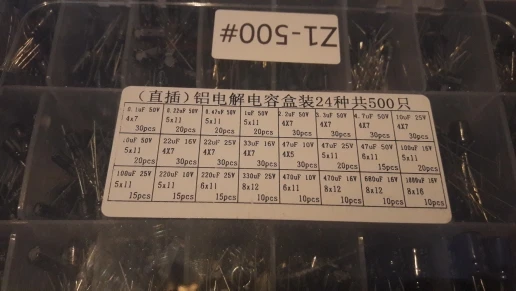 Z1-500#
(直插)铝电解电容盒装24种共500只
0.1uF 50V 0.22uF 50V 0.47uF 50V 1uF 50V 2.2uF 50V 3.3uF 50V 4.7uF 50V 10uF 25V
4x7 5x11 5x11 5x11 4X7 4X7 4X7 4X7
30pcs 20pcs 20pcs 20pcs 30pcs 30pcs 30pcs 30pcs
10uF 50V 22uF 16V 22uF 25V 33uF 16V 47uF 16V 47uF 25V 47uF 50V 100uF 16V
5x11 4X7 4X7 4X7 4X5 5x11 6x11 5x11
20pcs 30pcs 30pcs 30pcs 30pcs 20pcs 15pcs 20pcs
100uF 25V 220uF 10V 220uF 25V 330uF 25V 470uF 10V 470uF 16V 680uF 16V 1000uF 16V
5x11 5x11 6x11 8x12 6x11 8x12 8x12 8x16
15pcs 15pcs 15pcs 10pcs 10pcs 10pcs 10pcs 10pcs